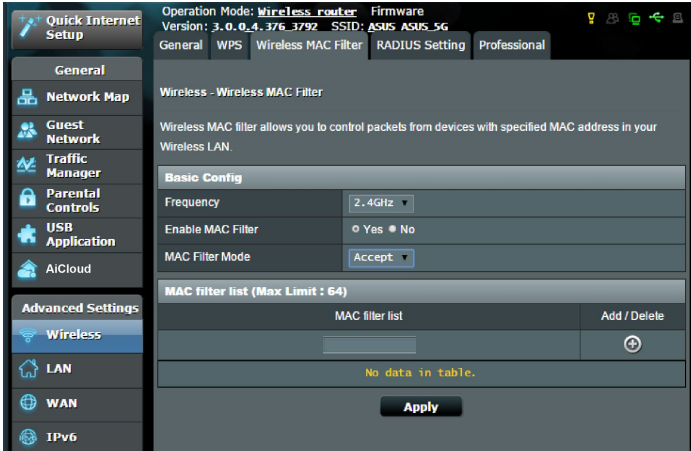 Quick Internet
Setup
Operation Mode: Wireless router Firmware
Version: 3.0.0.4.376_3792 SSID: ASUS ASUS_5G
General WPS Wireless MAC Filter RADIUS Setting Professional
General
Network Map
Guest
Network
Traffic
Manager
Parental
Controls
USB
Application
AiCloud
Advanced Settings
Wireless
LAN
WAN
IPv6
Wireless - Wireless MAC Filter
Wireless MAC filter allows you to control packets from devices with specified MAC address in your
Wireless LAN.
Basic Config
Frequency 2.4GHz
Enable MAC Filter Yes No
MAC Filter Mode Accept
MAC filter list (Max Limit : 64)
MAC filter list Add / Delete
No data in table.
Apply